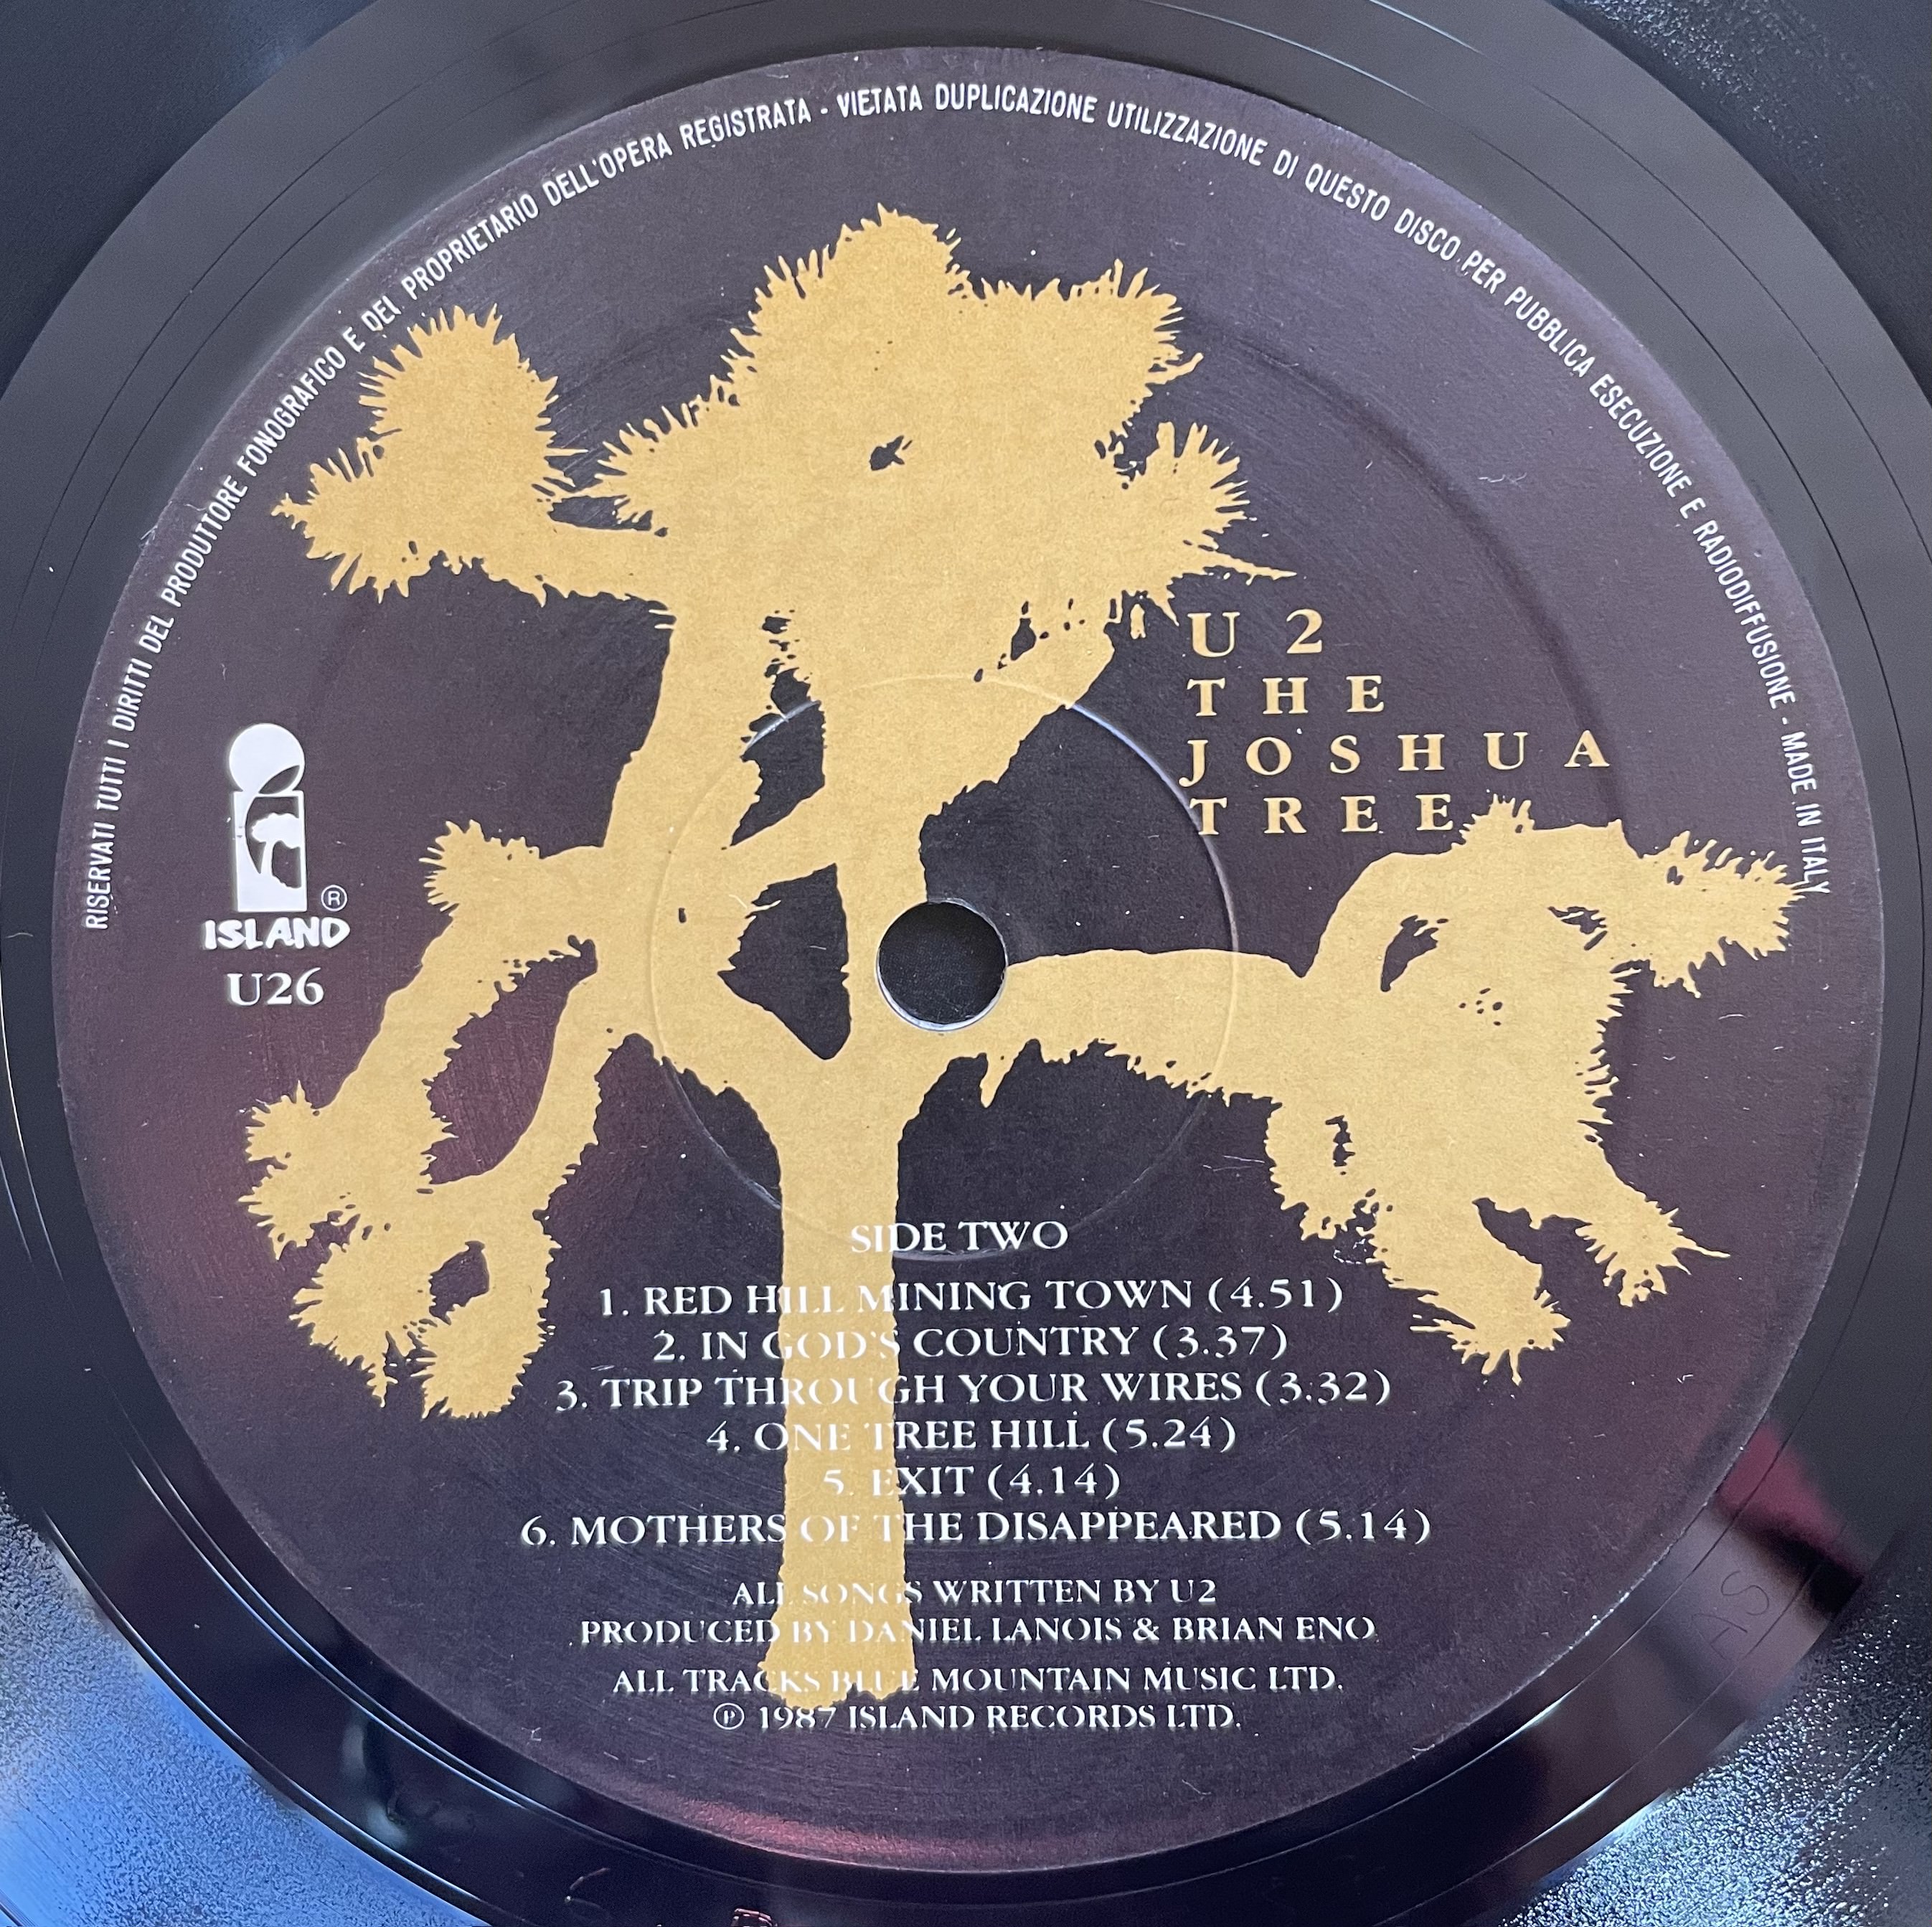 RISERVATI TUTTI I DIRITTI DEL PRODUTTORE FONOGRAFICO E DEL PROPRIETARIO DELL'OPERA REGISTRATA - VIETATA DUPLICAZIONE UTILIZZAZIONE DI QUESTO DISCO PER PUBBLICA ESECUZIONE E RADIODIFFUSIONE - MADE IN ITALY
U 2
THE
JOSHUA
TREE
®
ISLAND
U26
SIDE TWO
1. RED HILL MINING TOWN (4.51)
2. IN GOD'S COUNTRY (3.37)
3. TRIP THROUGH YOUR WIRES (3.32)
4. ONE TREE HILL (5.24)
5. EXIT (4.14)
6. MOTHERS OF THE DISAPPEARED (5.14)
ALL SONGS WRITTEN BY U2
PRODUCED BY DANIEL LANOIS & BRIAN ENO
ALL TRACKS BLUE MOUNTAIN MUSIC LTD.
℗ 1987 ISLAND RECORDS LTD.
AS